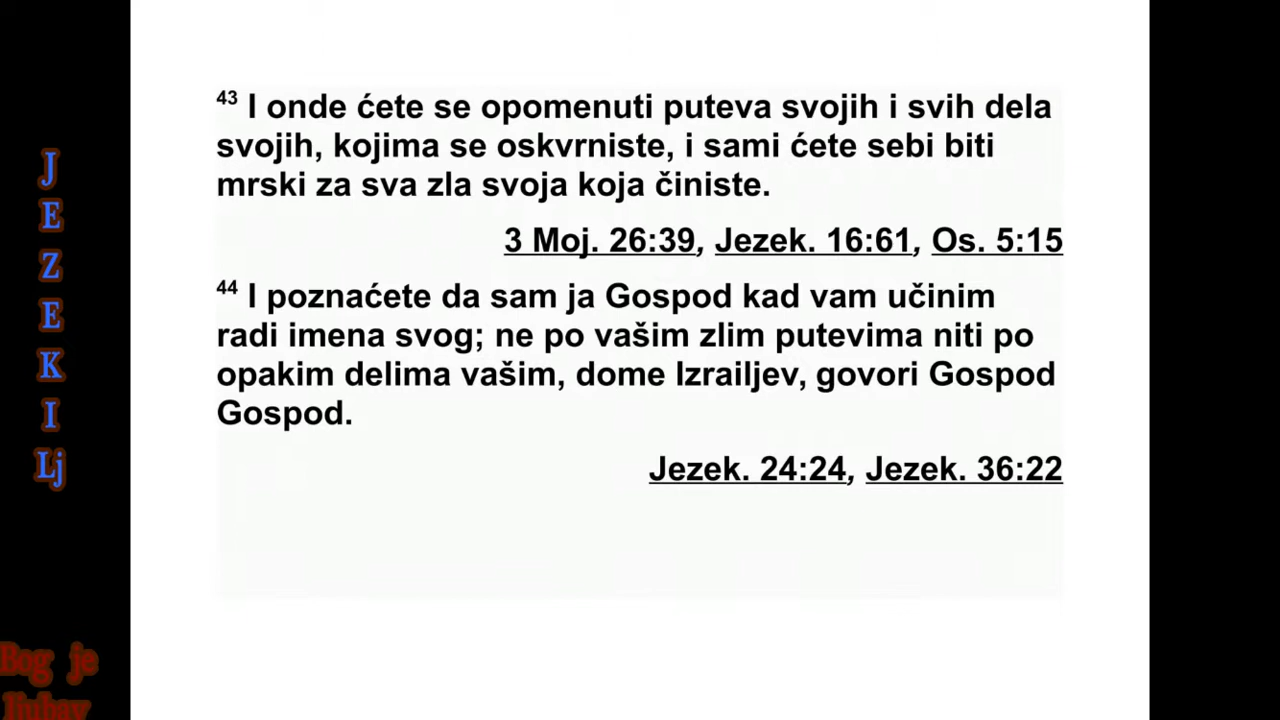 J
E
Z
E
K
I
Lj
Bog je
ljubav
43 I onde ćete se opomenuti puteva svojih i svih dela
svojih, kojima se oskvrniste, i sami ćete sebi biti
mrski za sva zla svoja koja činiste.
3 Moj. 26:39, Jezek. 16:61, Os. 5:15
44 I poznaćete da sam ja Gospod kad vam učinim
radi imena svog; ne po vašim zlim putevima niti po
opakim delima vašim, dome Izrailjev, govori Gospod
Gospod.
Jezek. 24:24, Jezek. 36:22